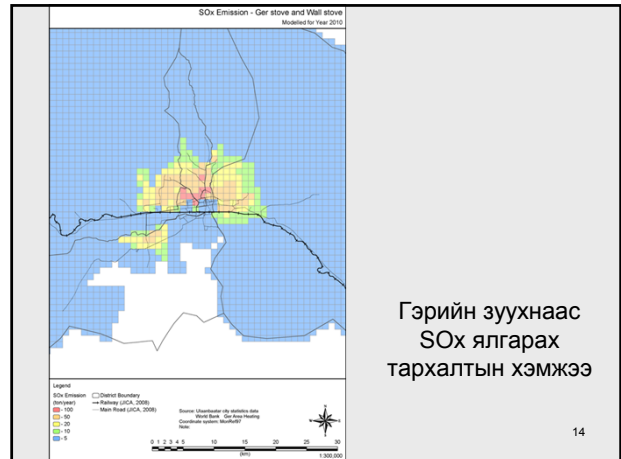 SOx Emission - Ger stove and Wall stove
Modelled for Year 2010
Гэрийн зуухнаас
SOx ялгарах
тархалтын хэмжээ
Legend
SOx Emission
(ton/year)
- 100
- 50
- 20
- 10
- 5
District Boundary
Railway (JICA, 2008)
Main Road (JICA, 2008)
Source: Ulaanbaatar city statistics data
World Bank Ger Area Heating
Coordinate system: MonRef97
Note:
0 1 2 3 4 5 10 15 20 25 30
(km)
1:300,000
14